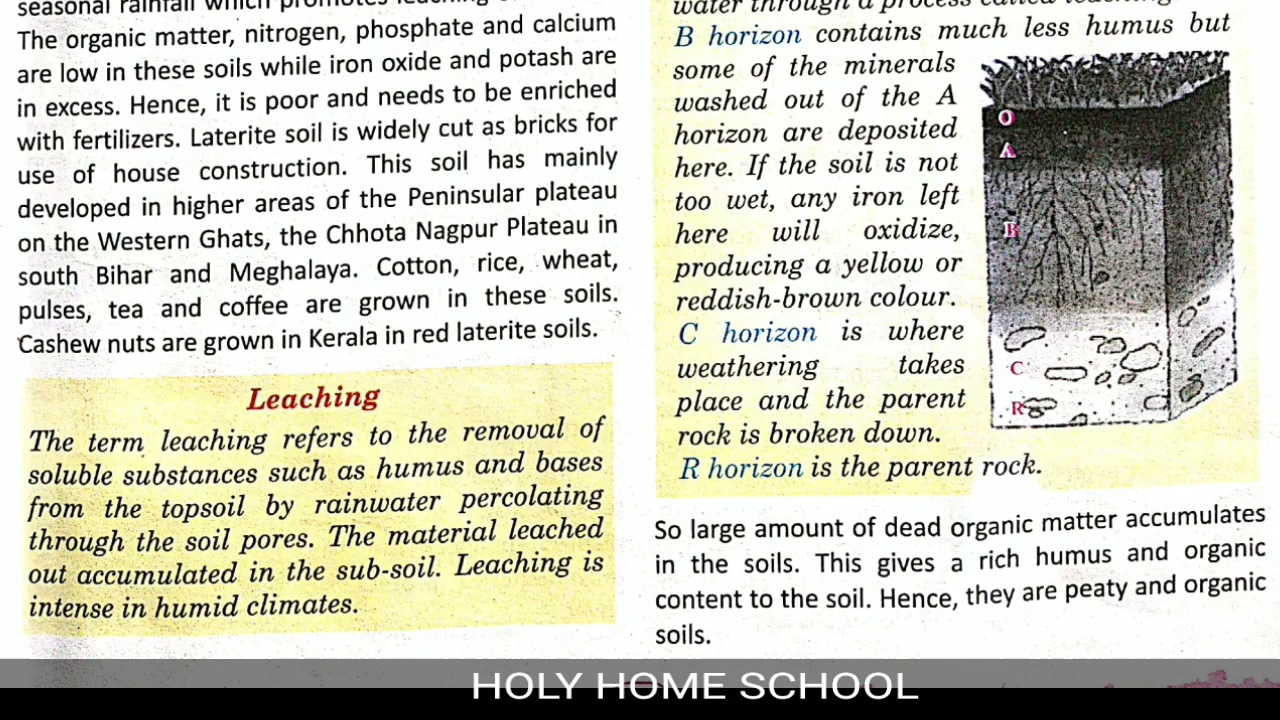 seasonal rainfall which promotes leaching of
The organic matter, nitrogen, phosphate and calcium
are low in these soils while iron oxide and potash are
in excess. Hence, it is poor and needs to be enriched
with fertilizers. Laterite soil is widely cut as bricks for
use of house construction. This soil has mainly
developed in higher areas of the Peninsular plateau
on the Western Ghats, the Chhota Nagpur Plateau in
south Bihar and Meghalaya. Cotton, rice, wheat,
pulses, tea and coffee are grown in these soils.
Cashew nuts are grown in Kerala in red laterite soils.
Leaching
The term leaching refers to the removal of
soluble substances such as humus and bases
from the topsoil by rainwater percolating
through the soil pores. The material leached
out accumulated in the sub-soil. Leaching is
intense in humid climates.
water through a process called
B horizon contains much less humus but
some of the minerals
washed out of the A
horizon are deposited
here. If the soil is not
too wet, any iron left
here will oxidize,
producing a yellow or
reddish-brown colour.
C horizon is where
weathering takes
place and the parent
rock is broken down.
R horizon is the parent rock.
O
A
B
C
R
So large amount of dead organic matter accumulates
in the soils. This gives a rich humus and organic
content to the soil. Hence, they are peaty and organic
soils.
HOLY HOME SCHOOL